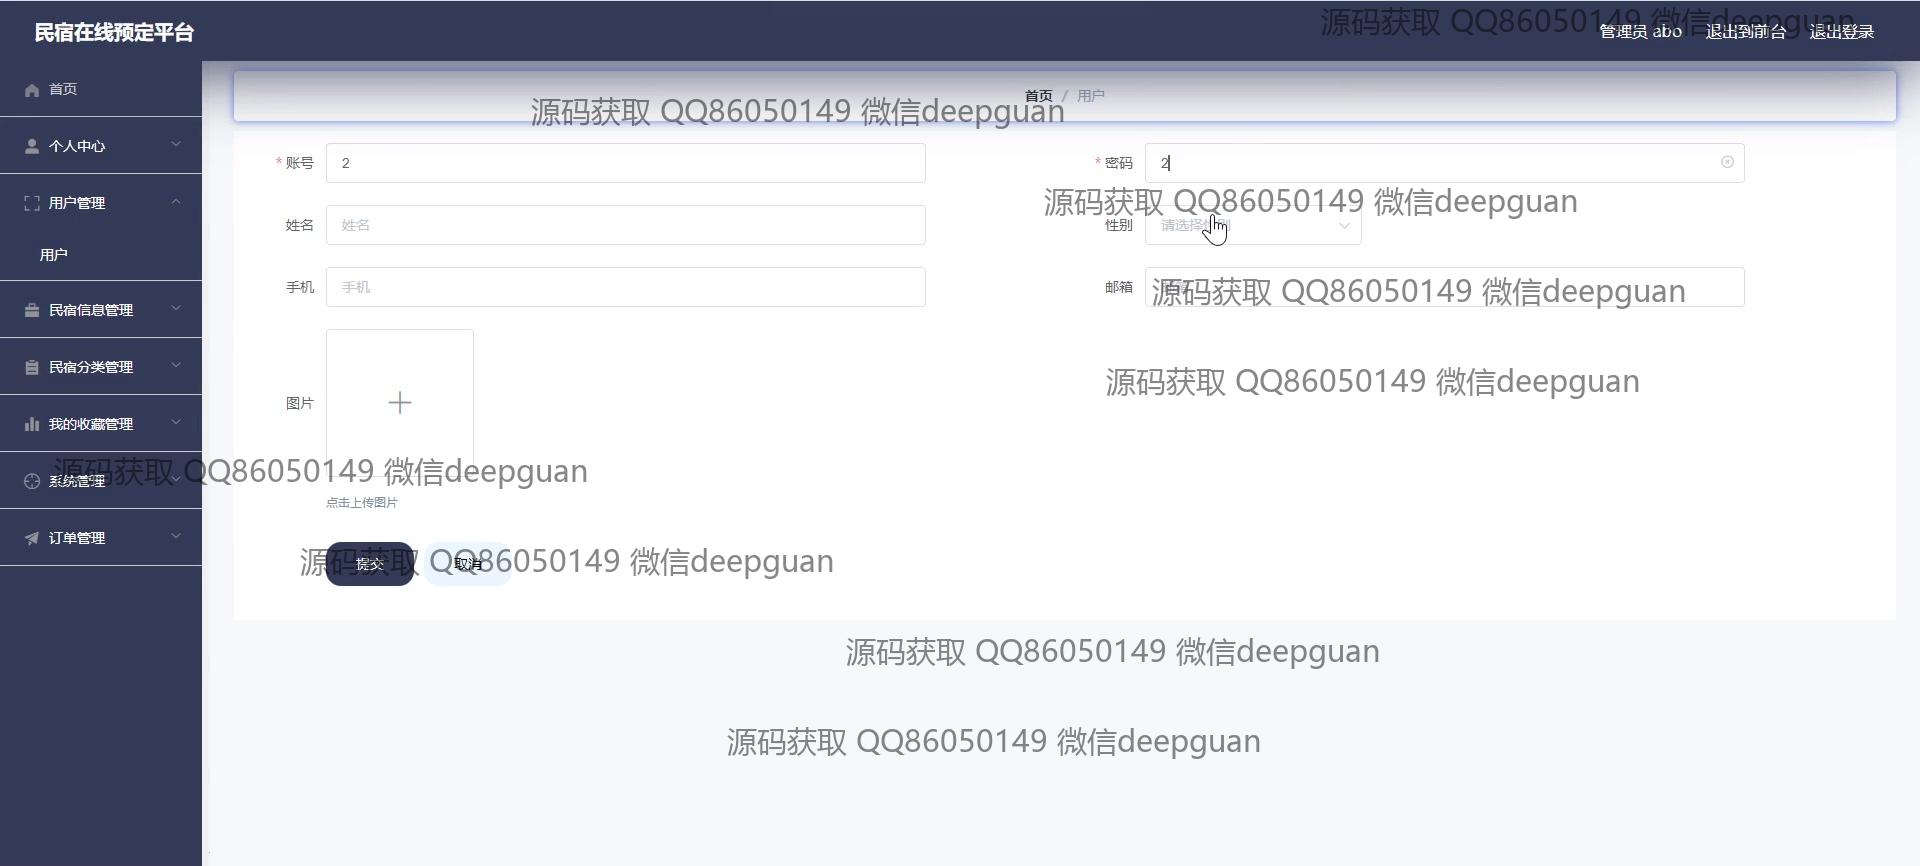 民宿在线预定平台
源码获取 QQ86050149 微信deepguan
管理员 abo 退出到前台 退出登录
首页
首页 / 用户
源码获取 QQ86050149 微信deepguan
个人中心
* 账号 2
* 密码 2
源码获取 QQ86050149 微信deepguan
用户管理
姓名 姓名
性别 请选择性别
用户
手机 手机
邮箱
源码获取 QQ86050149 微信deepguan
民宿信息管理
民宿分类管理
源码获取 QQ86050149 微信deepguan
图片
我的收藏管理
源码获取 QQ86050149 微信deepguan
系统管理
点击上传图片
订单管理
源码获取 QQ86050149 微信deepguan
提交 取消
源码获取 QQ86050149 微信deepguan
源码获取 QQ86050149 微信deepguan